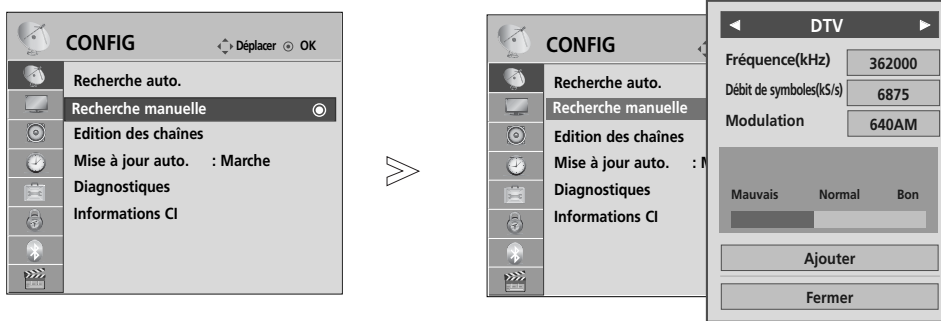 CONFIG
Déplacer OK
Recherche auto.
Recherche manuelle
Edition des chaînes
Mise à jour auto. : Marche
Diagnostiques
Informations CI
>
CONFIG
Recherche auto.
Recherche manuelle
Edition des chaînes
Mise à jour auto. : M
Diagnostiques
Informations CI
◄ DTV ►
Fréquence(kHz) 362000
Débit de symboles(kS/s) 6875
Modulation 640AM
Mauvais Normal Bon
Ajouter
Fermer